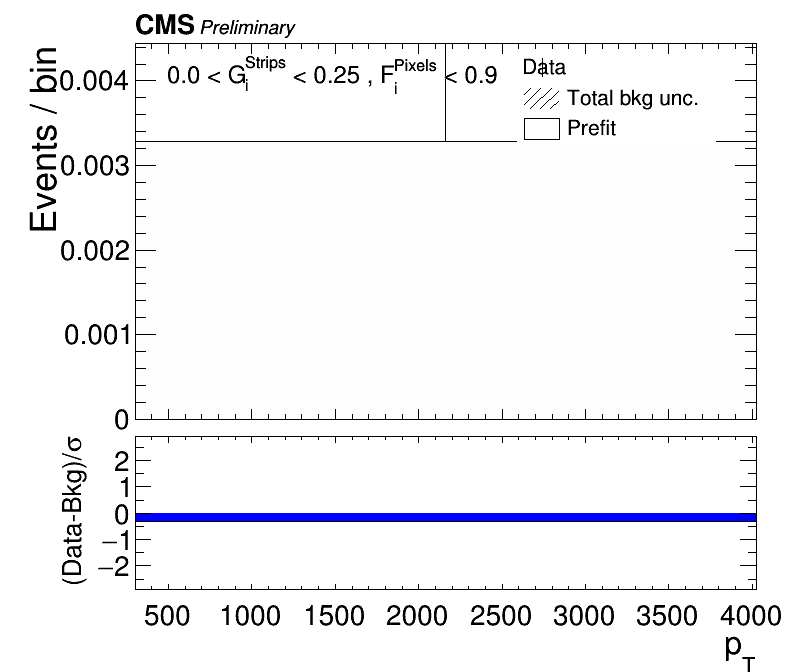 CMS Preliminary
0.0 < G_i^Strips < 0.25 , F_i^Pixels < 0.9
Data
Total bkg unc.
Prefit
Events / bin
0.004
0.003
0.002
0.001
0
(Data-Bkg)/σ
2
1
0
−1
−2
500 1000 1500 2000 2500 3000 3500 4000
p_T